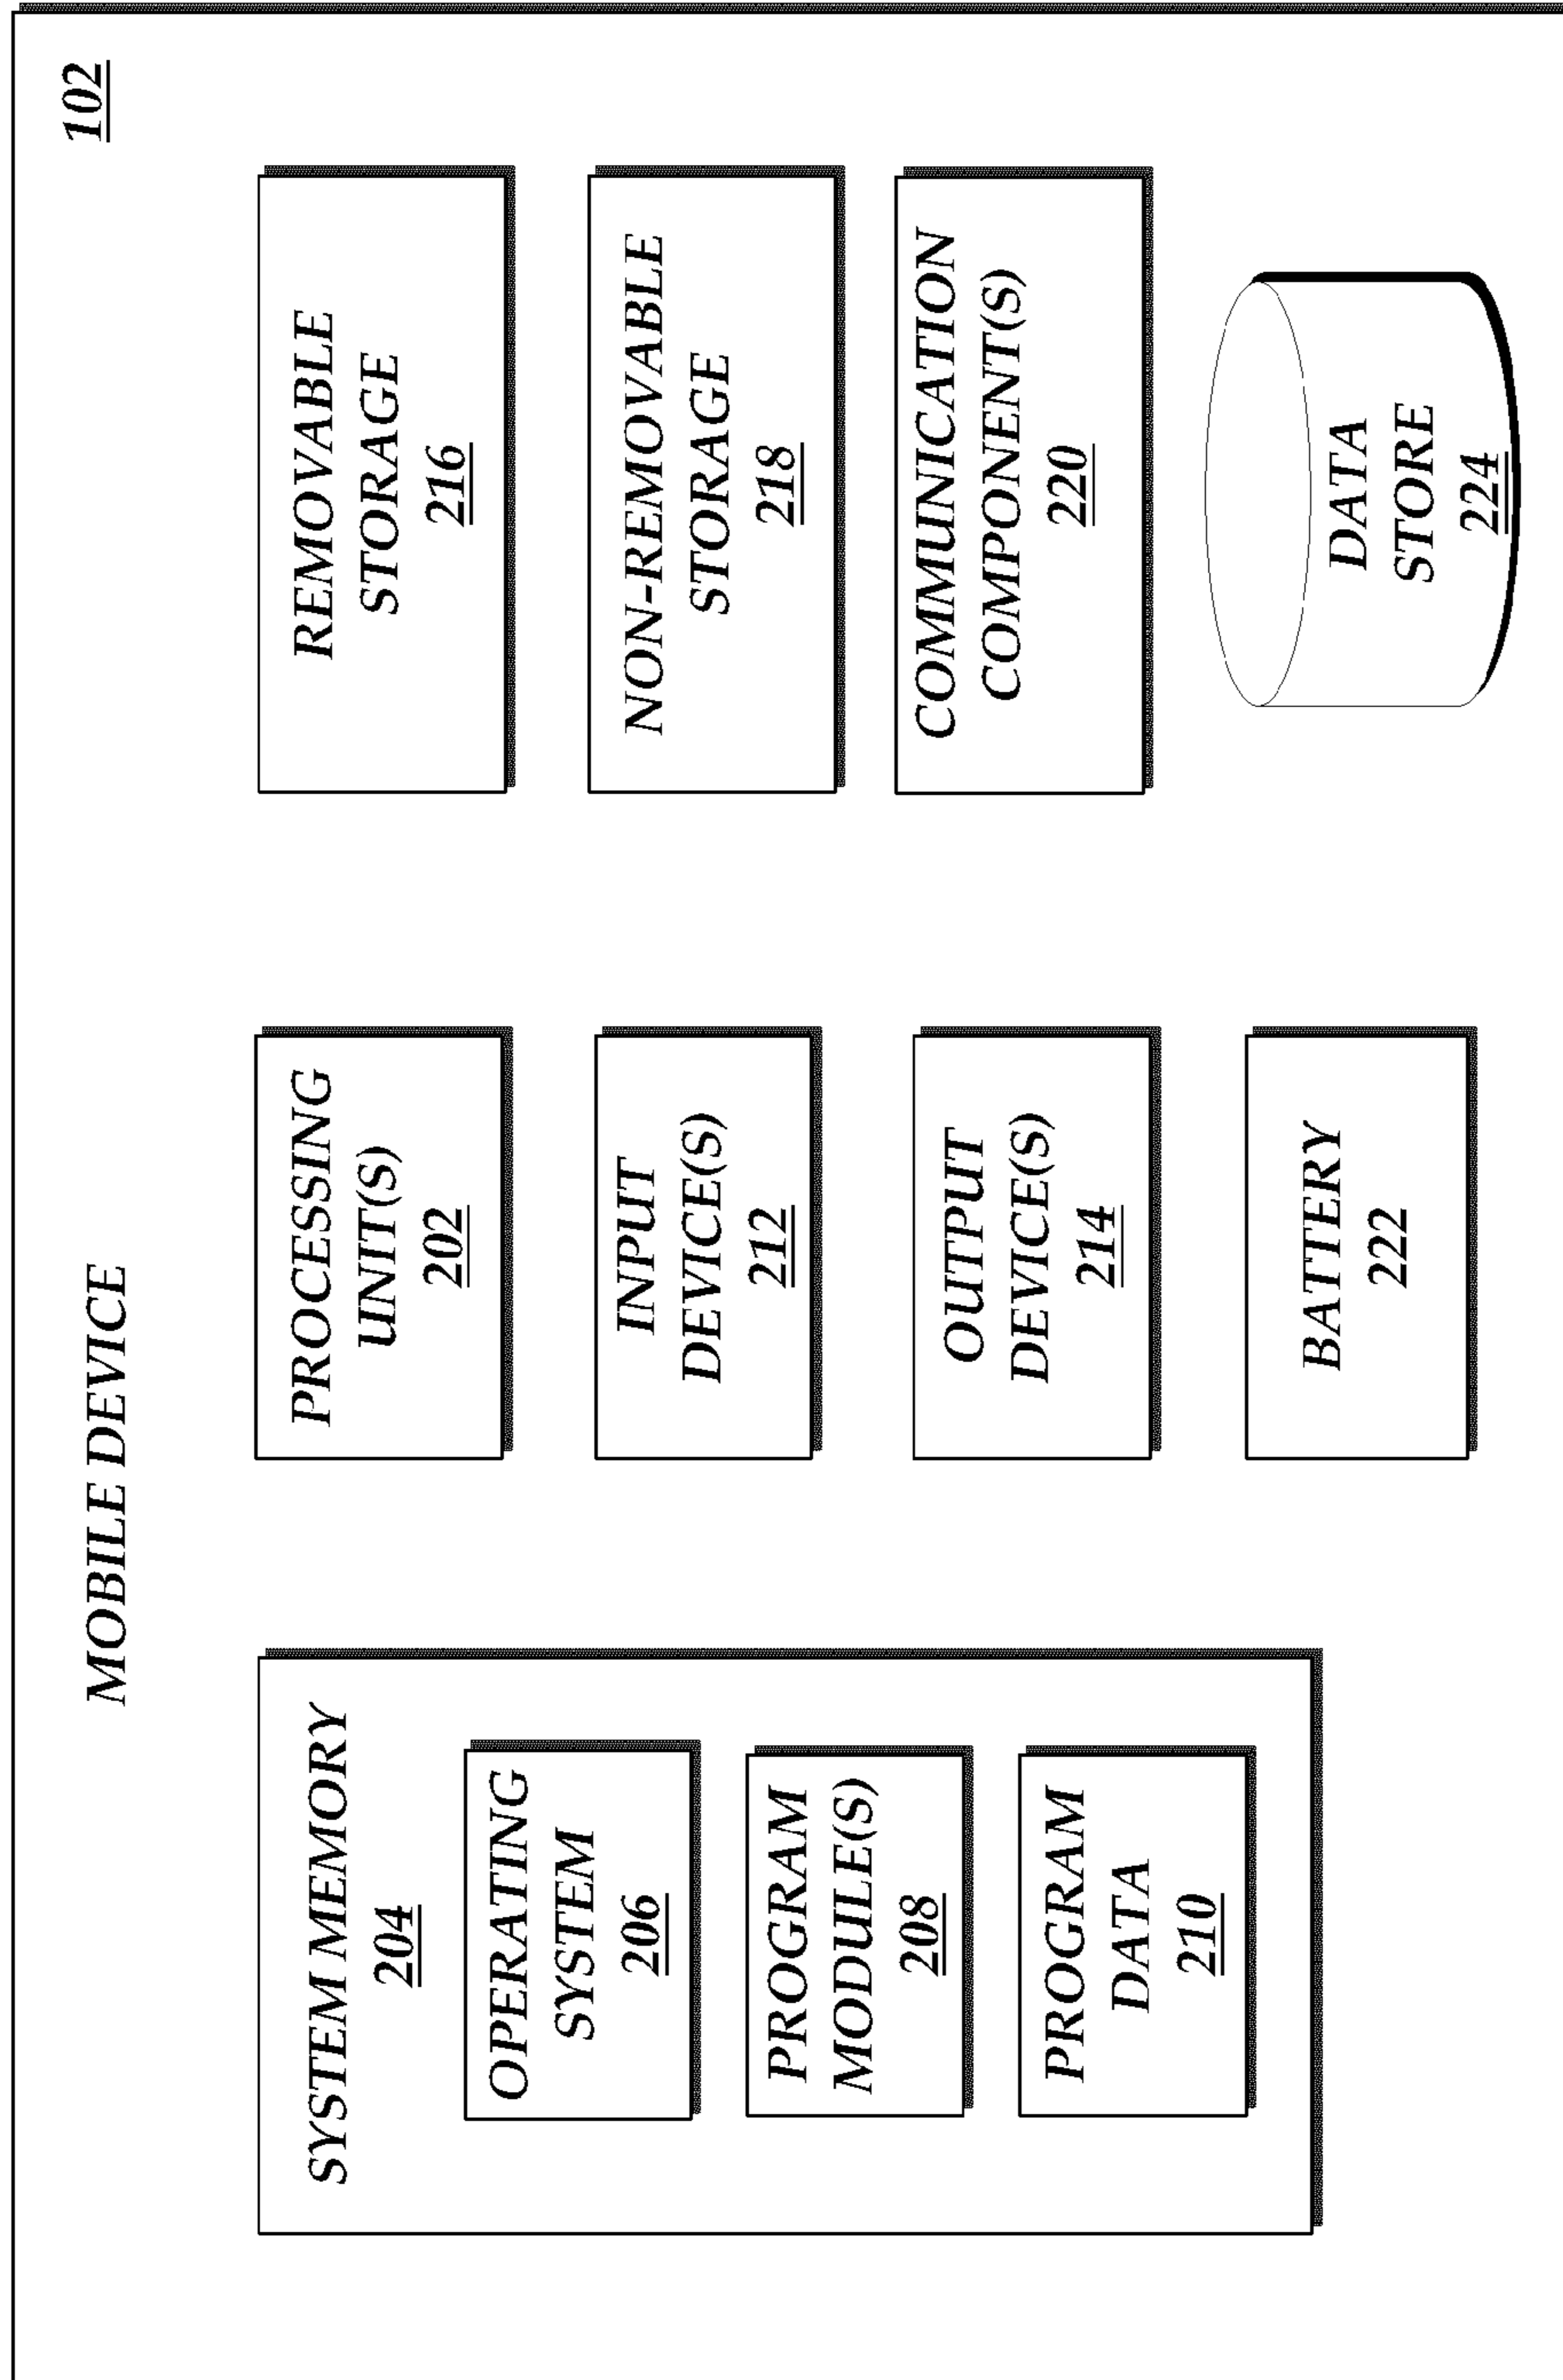 MOBILE DEVICE
102
SYSTEM MEMORY
204
OPERATING
SYSTEM
206
PROGRAM
MODULE(S)
208
PROGRAM
DATA
210
PROCESSING
UNIT(S)
202
INPUT
DEVICE(S)
212
OUTPUT
DEVICE(S)
214
BATTERY
222
REMOVABLE
STORAGE
216
NON-REMOVABLE
STORAGE
218
COMMUNICATION
COMPONENT(S)
220
DATA
STORE
224